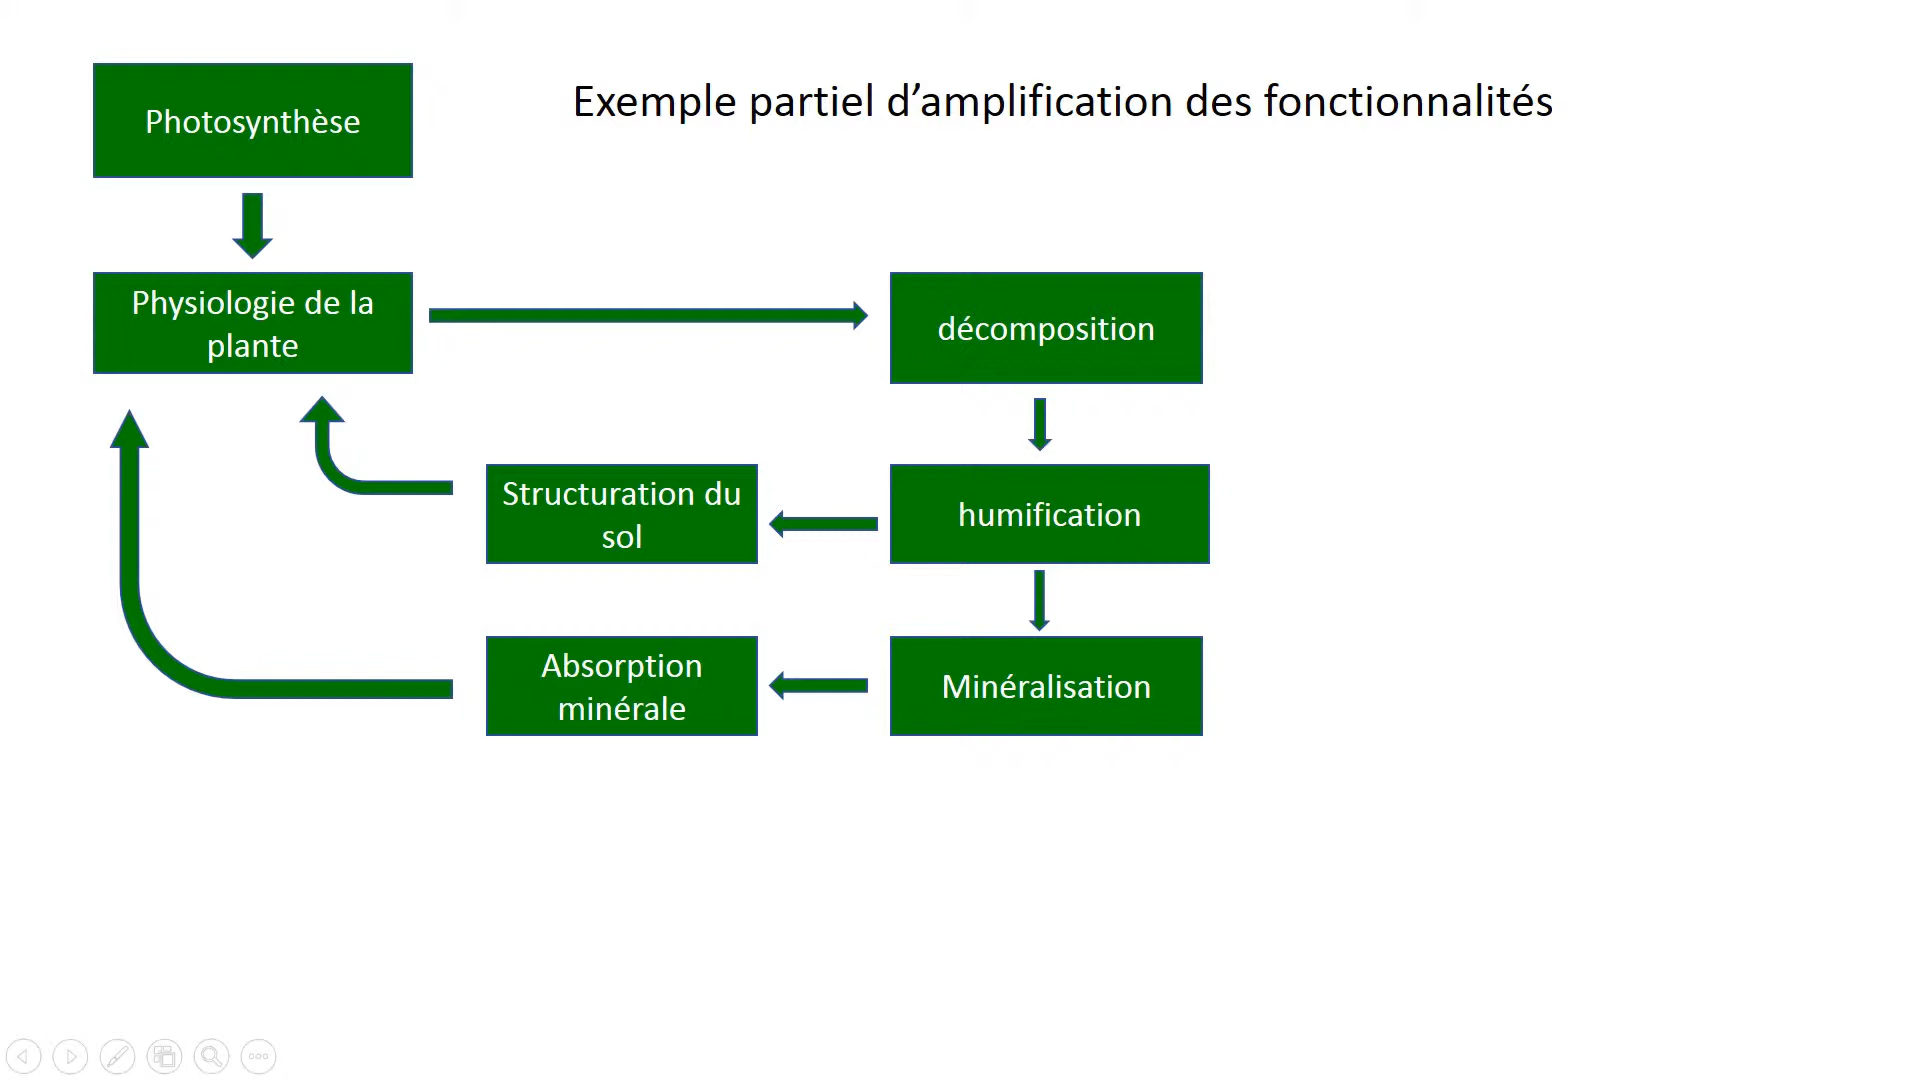 Exemple partiel d’amplification des fonctionnalités
Photosynthèse
Physiologie de la
plante
décomposition
Structuration du
sol
humification
Absorption
minérale
Minéralisation